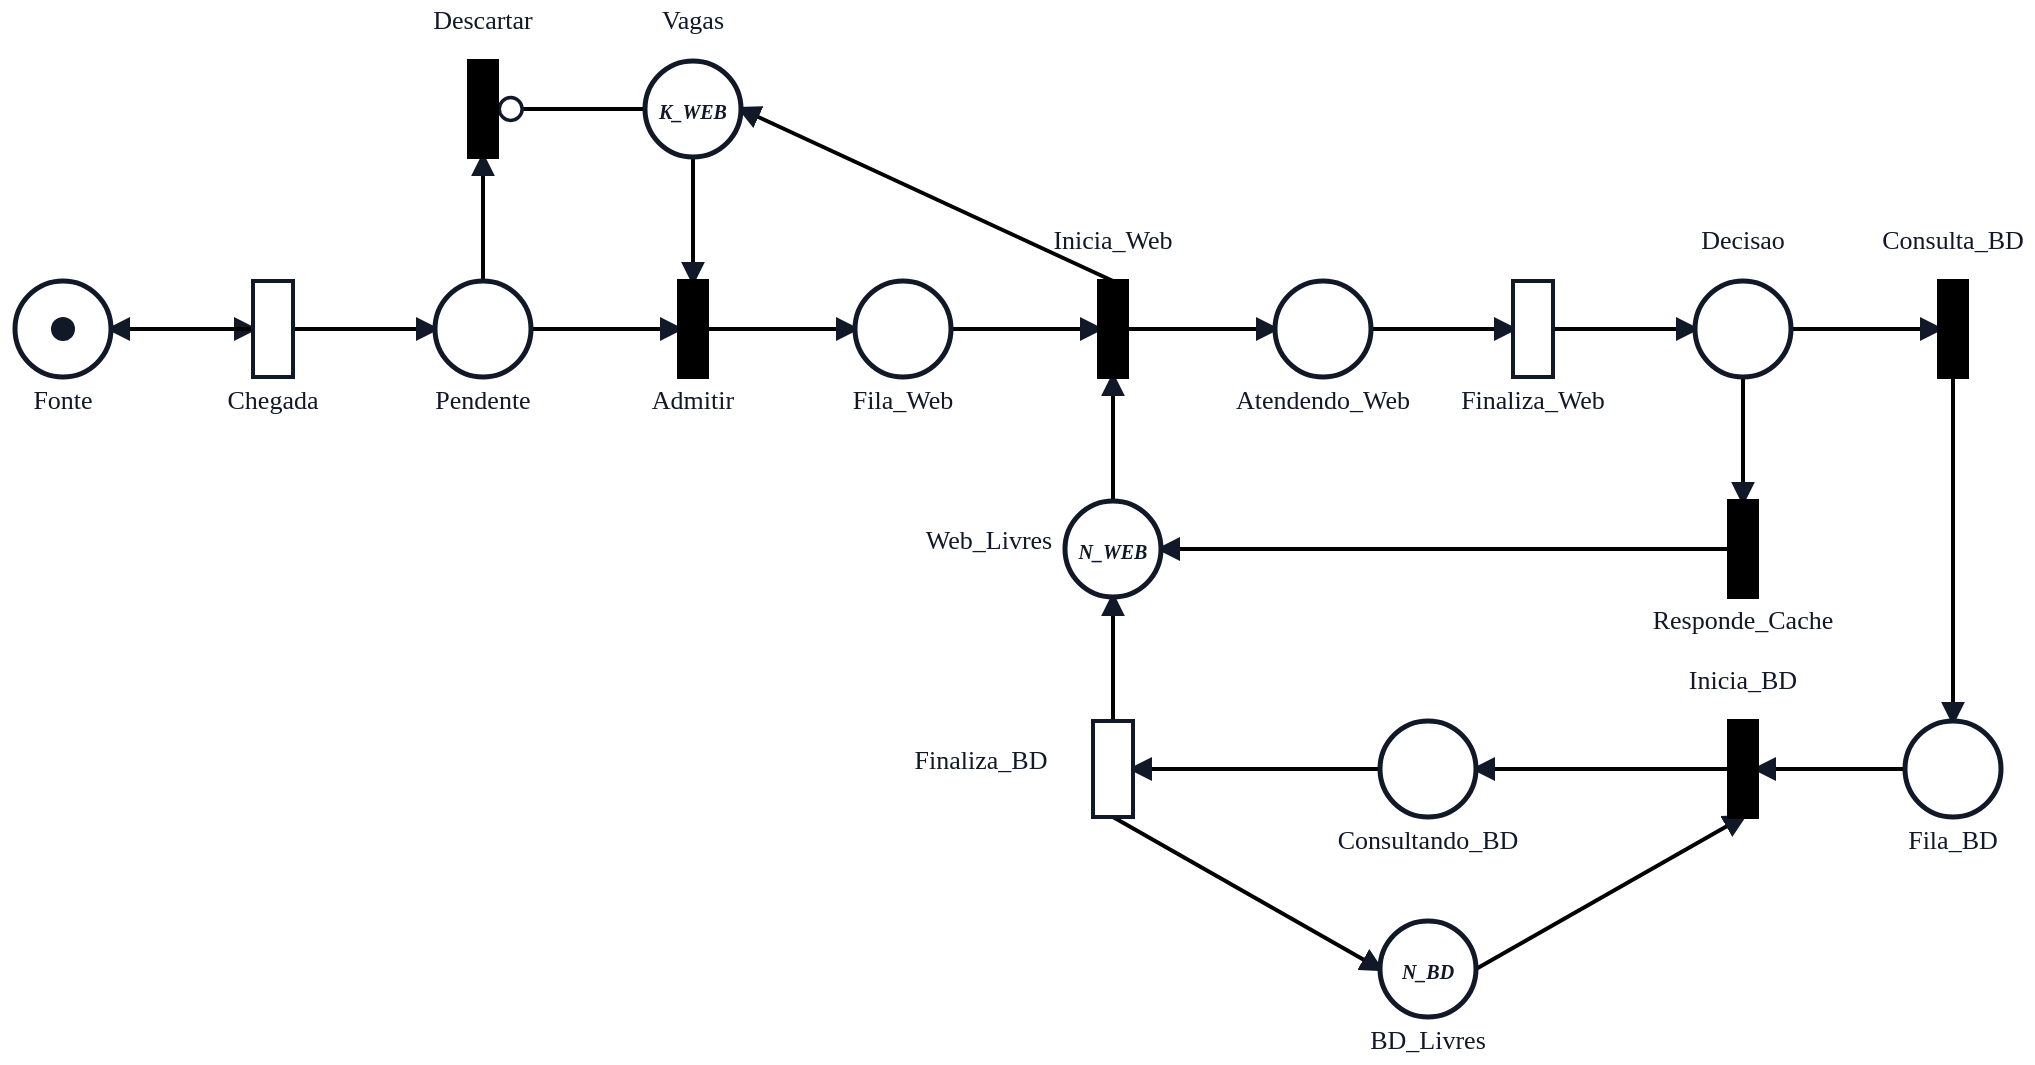 Descartar
Vagas
K_WEB
Inicia_Web
Decisao
Consulta_BD
Fonte
Chegada
Pendente
Admitir
Fila_Web
Atendendo_Web
Finaliza_Web
Web_Livres
N_WEB
Responde_Cache
Inicia_BD
Finaliza_BD
Consultando_BD
Fila_BD
N_BD
BD_Livres